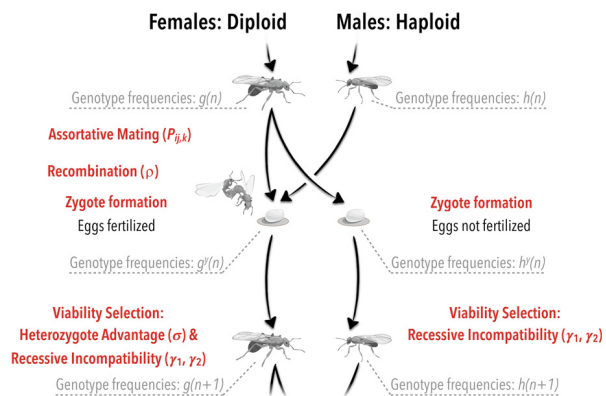 Females: Diploid
Males: Haploid
Genotype frequencies: g(n)
Genotype frequencies: h(n)
Assortative Mating (Pij,k)
Recombination (ρ)
Zygote formation
Eggs fertilized
Zygote formation
Eggs not fertilized
Genotype frequencies: gʸ(n)
Genotype frequencies: hʸ(n)
Viability Selection:
Heterozygote Advantage (σ) &
Recessive Incompatibility (γ₁, γ₂)
Viability Selection:
Recessive Incompatibility (γ₁, γ₂)
Genotype frequencies: g(n+1)
Genotype frequencies: h(n+1)